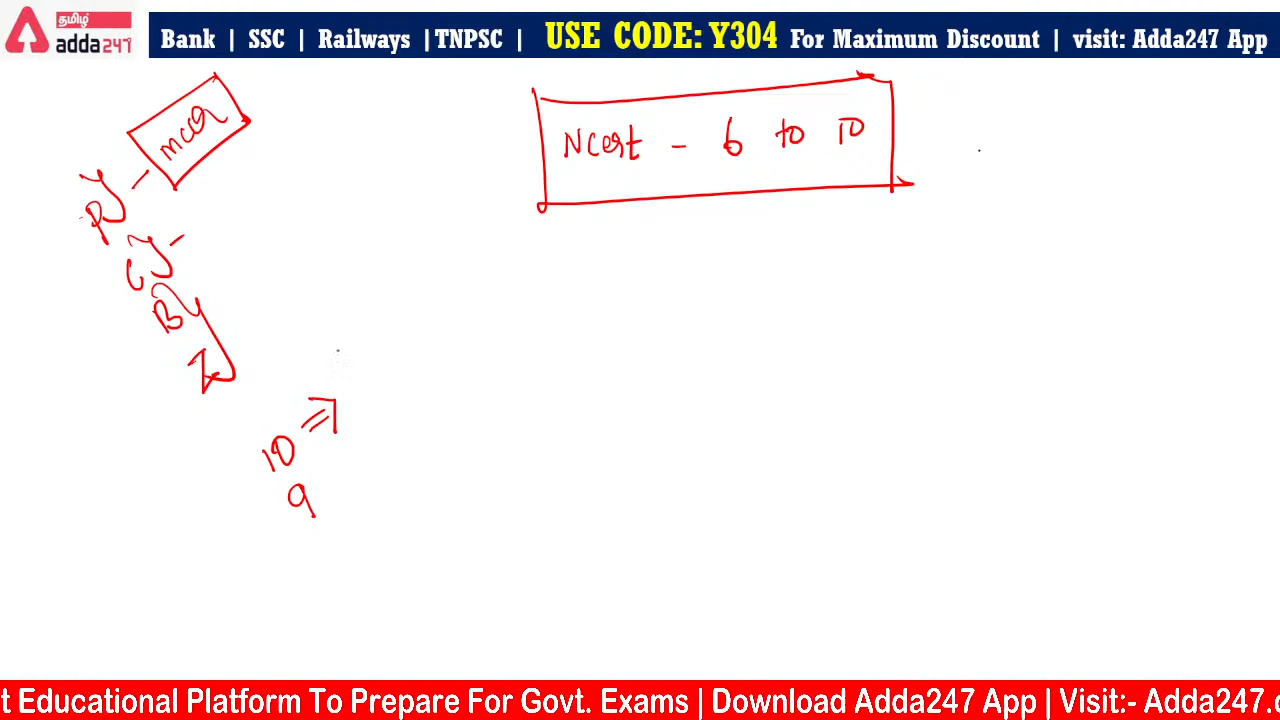 தமிழ்
adda247
Bank | SSC | Railways |TNPSC | USE CODE: Y304 For Maximum Discount | visit: Adda247 App
MCQ
Ncert - 6 to 10
Py -
Cy -
By
Z
10 ⇒
9
t Educational Platform To Prepare For Govt. Exams | Download Adda247 App | Visit:- Adda247.c